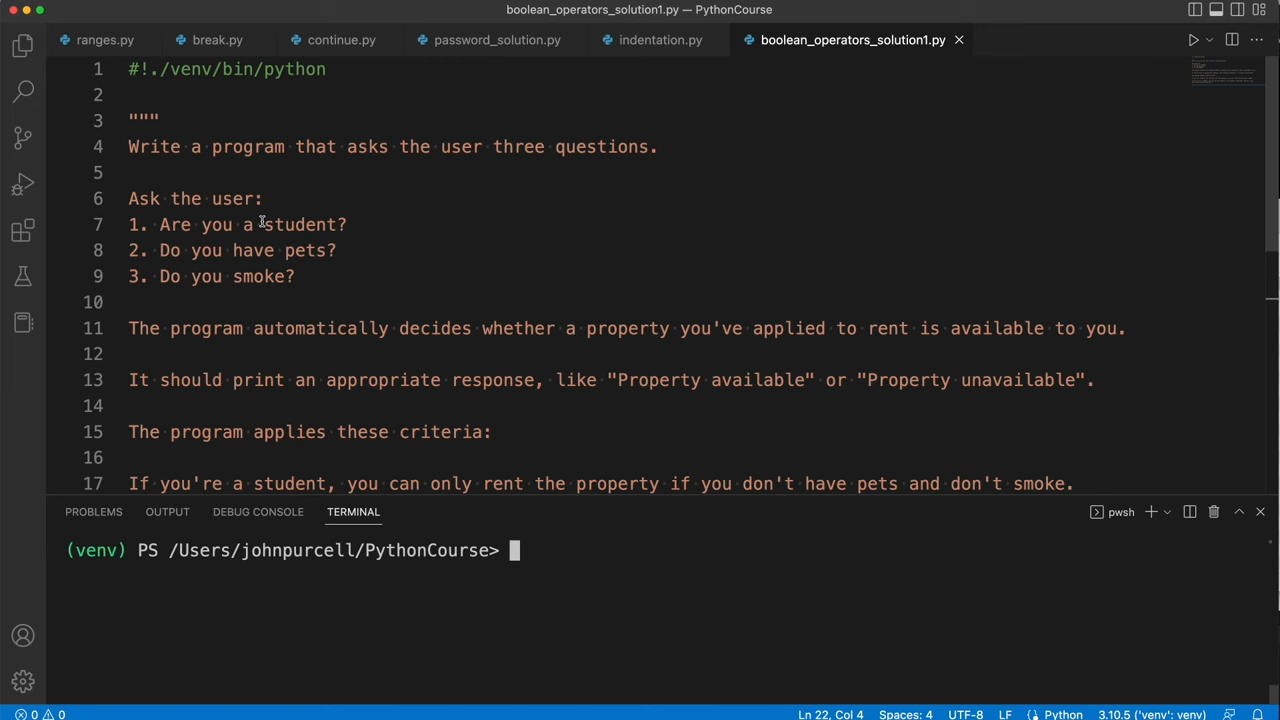 boolean_operators_solution1.py — PythonCourse
ranges.py break.py continue.py password_solution.py indentation.py boolean_operators_solution1.py
1 #!./venv/bin/python
2
3 """
4 Write a program that asks the user three questions.
5
6 Ask the user:
7 1. Are you a student?
8 2. Do you have pets?
9 3. Do you smoke?
10
11 The program automatically decides whether a property you've applied to rent is available to you.
12
13 It should print an appropriate response, like "Property available" or "Property unavailable".
14
15 The program applies these criteria:
16
17 If you're a student, you can only rent the property if you don't have pets and don't smoke.
PROBLEMS OUTPUT DEBUG CONSOLE TERMINAL pwsh
(venv) PS /Users/johnpurcell/PythonCourse>
0 0 Ln 22, Col 4 Spaces: 4 UTF-8 LF Python 3.10.5 ('venv': venv)